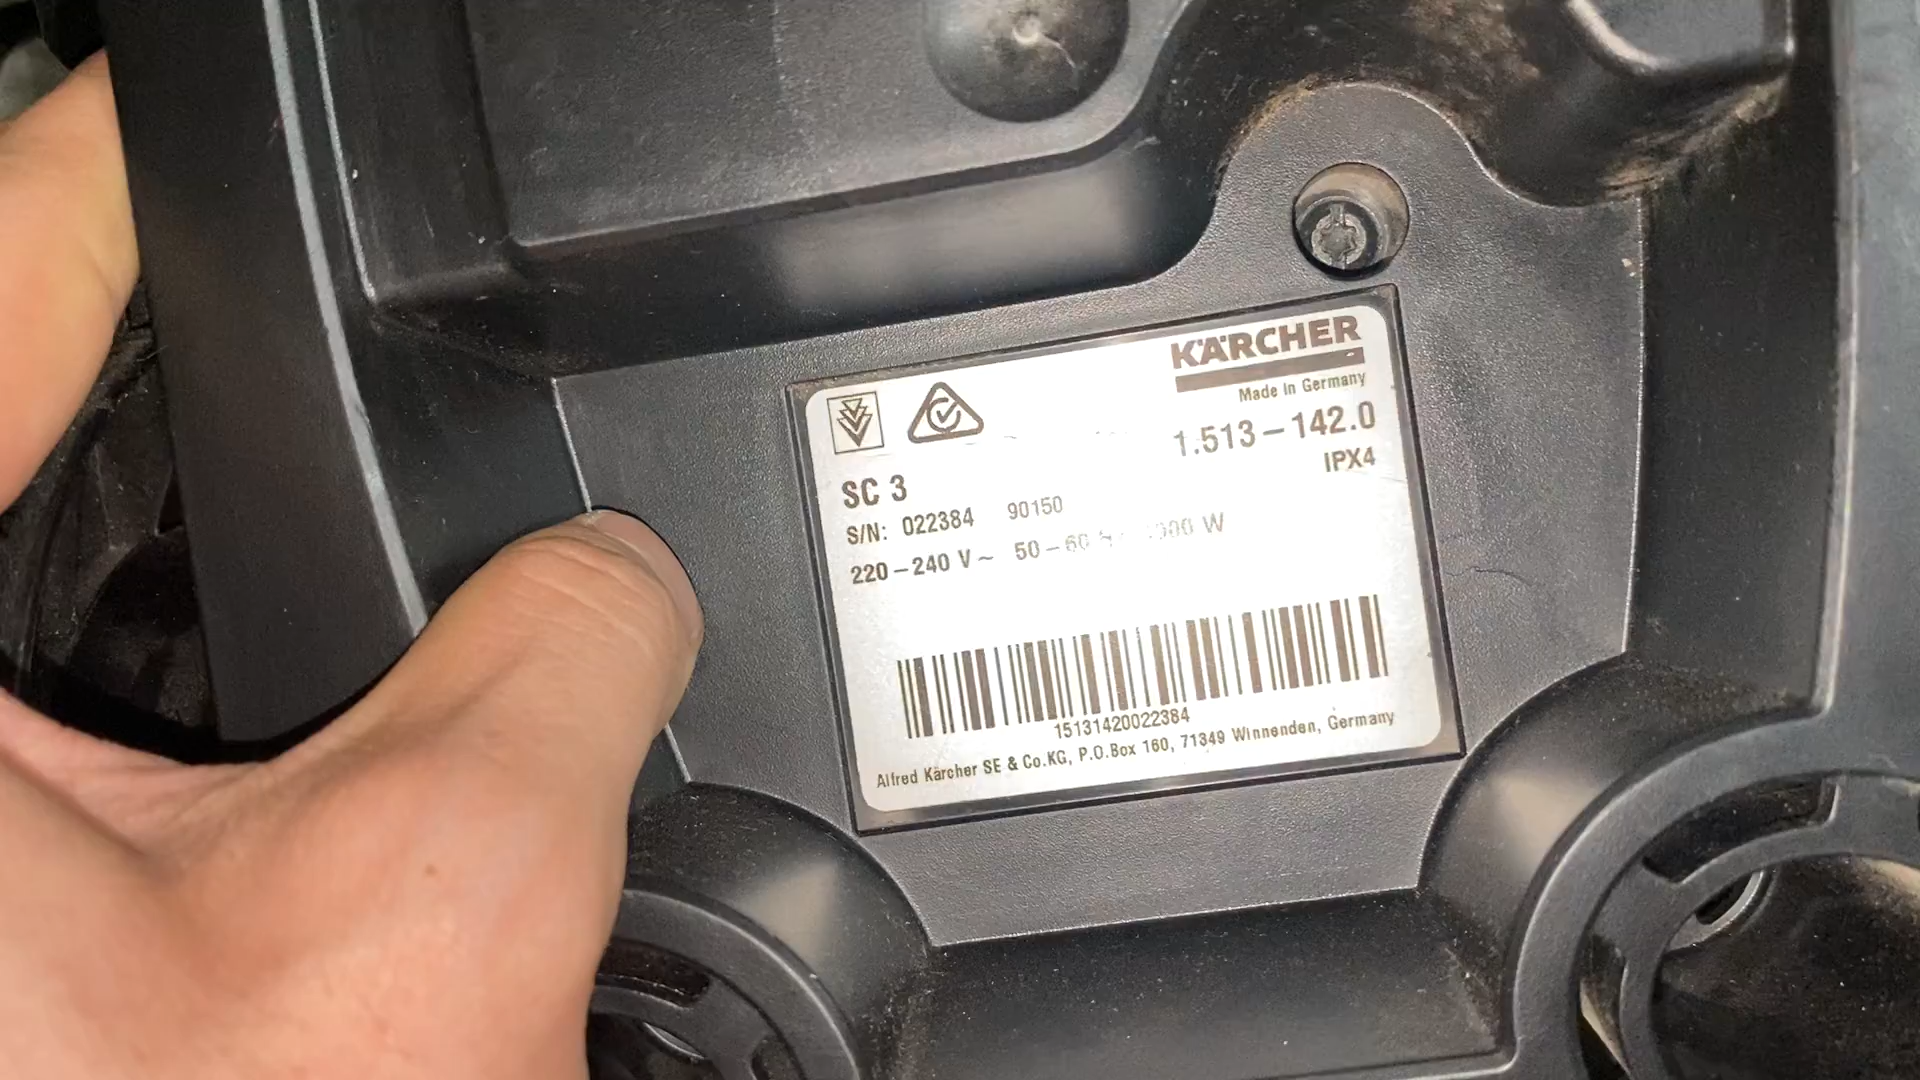 KÄRCHER
Made in Germany
1.513-142.0
IPX4
SC 3
S/N: 022384 90150
220-240 V~ 50-60 W
15131420022384
Alfred Kärcher SE & Co.KG, P.O.Box 160, 71349 Winnenden, Germany